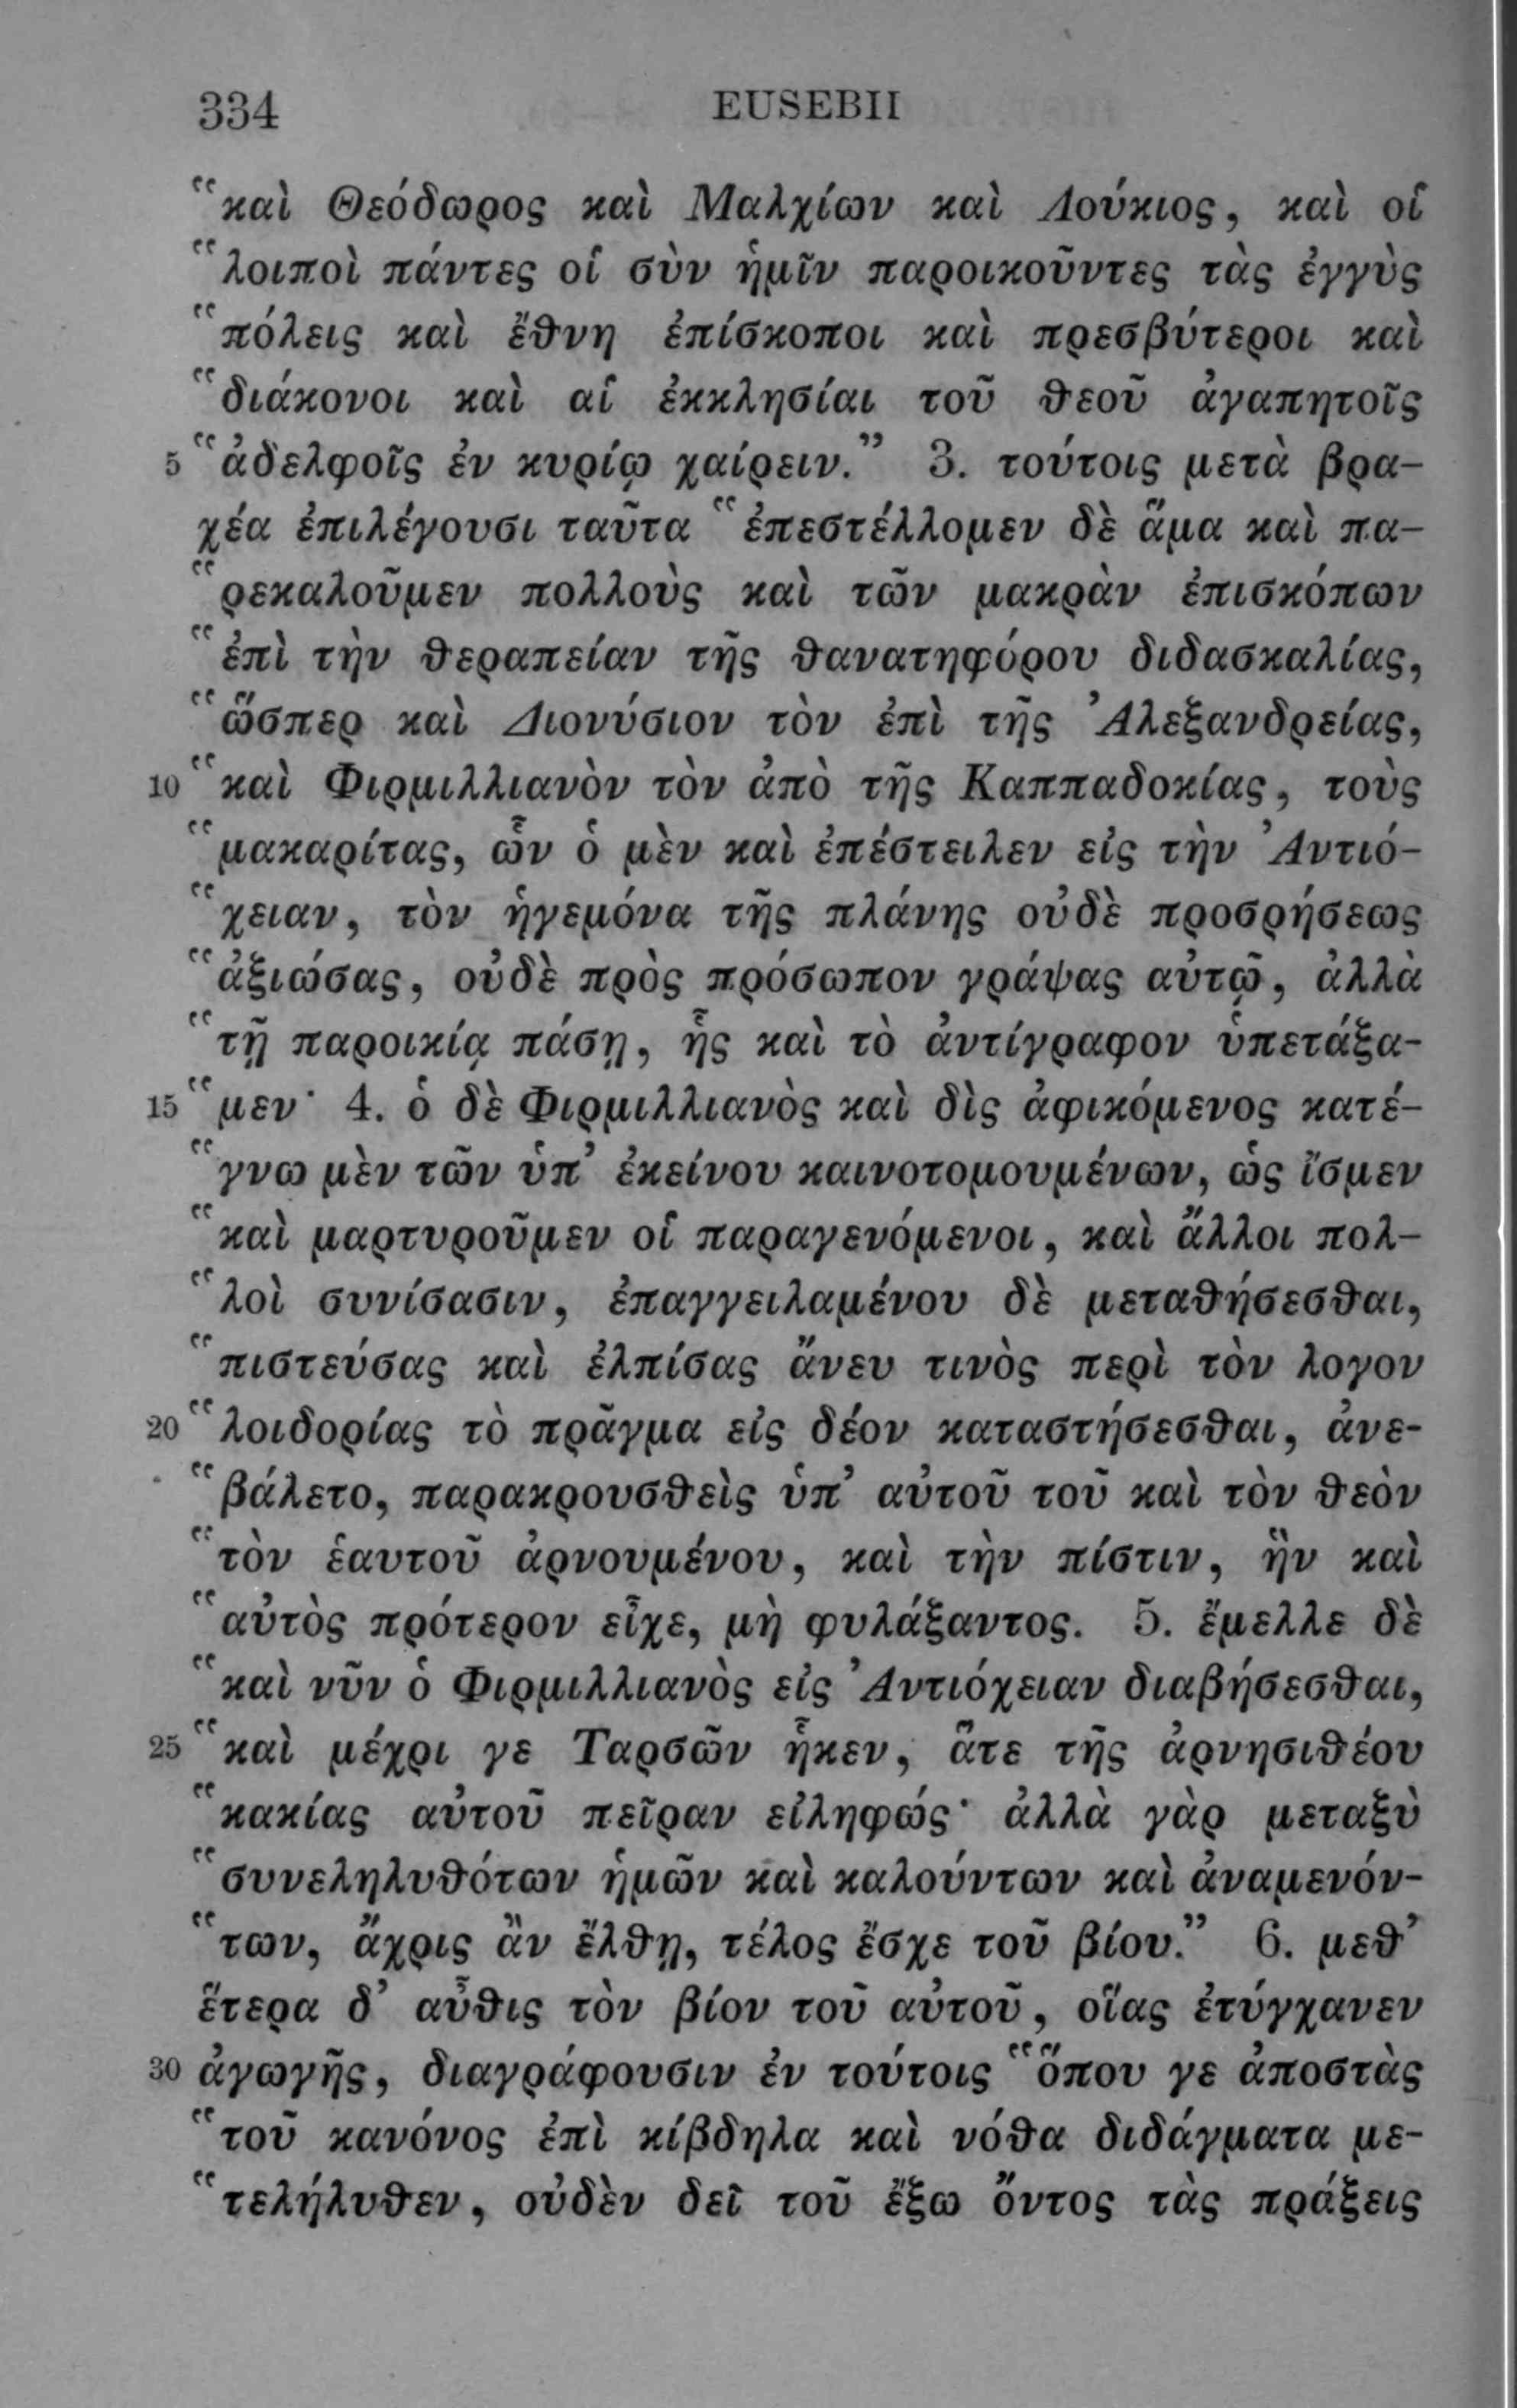 334 EUSEBII
“καὶ Θεόδωρος καὶ Μαλχίων καὶ Λούκιος, καὶ οἱ
“λοιποὶ πάντες οἱ σὺν ἡμῖν παροικοῦντες τὰς ἐγγὺς
“πόλεις καὶ ἔθνη ἐπίσκοποι καὶ πρεσβύτεροι καὶ
“διάκονοι καὶ αἱ ἐκκλησίαι τοῦ θεοῦ ἀγαπητοῖς
5 “ἀδελφοῖς ἐν κυρίῳ χαίρειν.” 3. τούτοις μετὰ βρα-
χέα ἐπιλέγουσι ταῦτα “ἐπεστέλλομεν δὲ ἅμα καὶ πα-
“ρεκαλοῦμεν πολλοὺς καὶ τῶν μακρὰν ἐπισκόπων
“ἐπὶ τὴν θεραπείαν τῆς θανατηφόρου διδασκαλίας,
“ὥσπερ καὶ Διονύσιον τὸν ἐπὶ τῆς Ἀλεξανδρείας,
10 “καὶ Φιρμιλλιανὸν τὸν ἀπὸ τῆς Καππαδοκίας, τοὺς
“μακαρίτας, ὧν ὁ μὲν καὶ ἐπέστειλεν εἰς τὴν Ἀντιό-
“χειαν, τὸν ἡγεμόνα τῆς πλάνης οὐδὲ προσρήσεως
“ἀξιώσας, οὐδὲ πρὸς πρόσωπον γράψας αὐτῷ, ἀλλὰ
“τῇ παροικίᾳ πάσῃ, ἧς καὶ τὸ ἀντίγραφον ὑπετάξα-
15 “μεν· 4. ὁ δὲ Φιρμιλλιανὸς καὶ δὶς ἀφικόμενος κατέ-
“γνω μὲν τῶν ὑπ’ ἐκείνου καινοτομουμένων, ὡς ἴσμεν
“καὶ μαρτυροῦμεν οἱ παραγενόμενοι, καὶ ἄλλοι πολ-
“λοὶ συνίσασιν, ἐπαγγειλαμένου δὲ μεταθήσεσθαι,
“πιστεύσας καὶ ἐλπίσας ἄνευ τινὸς περὶ τὸν λογον
20 “λοιδορίας τὸ πρᾶγμα εἰς δέον καταστήσεσθαι, ἀνε-
“βάλετο, παρακρουσθεὶς ὑπ’ αὐτοῦ τοῦ καὶ τὸν θεὸν
“τὸν ἑαυτοῦ ἀρνουμένου, καὶ τὴν πίστιν, ἣν καὶ
“αὐτὸς πρότερον εἶχε, μὴ φυλάξαντος. 5. ἔμελλε δὲ
“καὶ νῦν ὁ Φιρμιλλιανὸς εἰς Ἀντιόχειαν διαβήσεσθαι,
25 “καὶ μέχρι γε Ταρσῶν ἧκεν, ἅτε τῆς ἀρνησιθέου
“κακίας αὐτοῦ πεῖραν εἰληφώς· ἀλλὰ γὰρ μεταξὺ
“συνεληλυθότων ἡμῶν καὶ καλούντων καὶ ἀναμενόν-
“των, ἄχρις ἂν ἔλθῃ, τέλος ἔσχε τοῦ βίου.” 6. μεθ’
ἕτερα δ’ αὖθις τὸν βίον τοῦ αὐτοῦ, οἵας ἐτύγχανεν
30 ἀγωγῆς, διαγράφουσιν ἐν τούτοις “ὅπου γε ἀποστὰς
“τοῦ κανόνος ἐπὶ κίβδηλα καὶ νόθα διδάγματα με-
“τελήλυθεν, οὐδὲν δεῖ τοῦ ἔξω ὄντος τὰς πράξεις